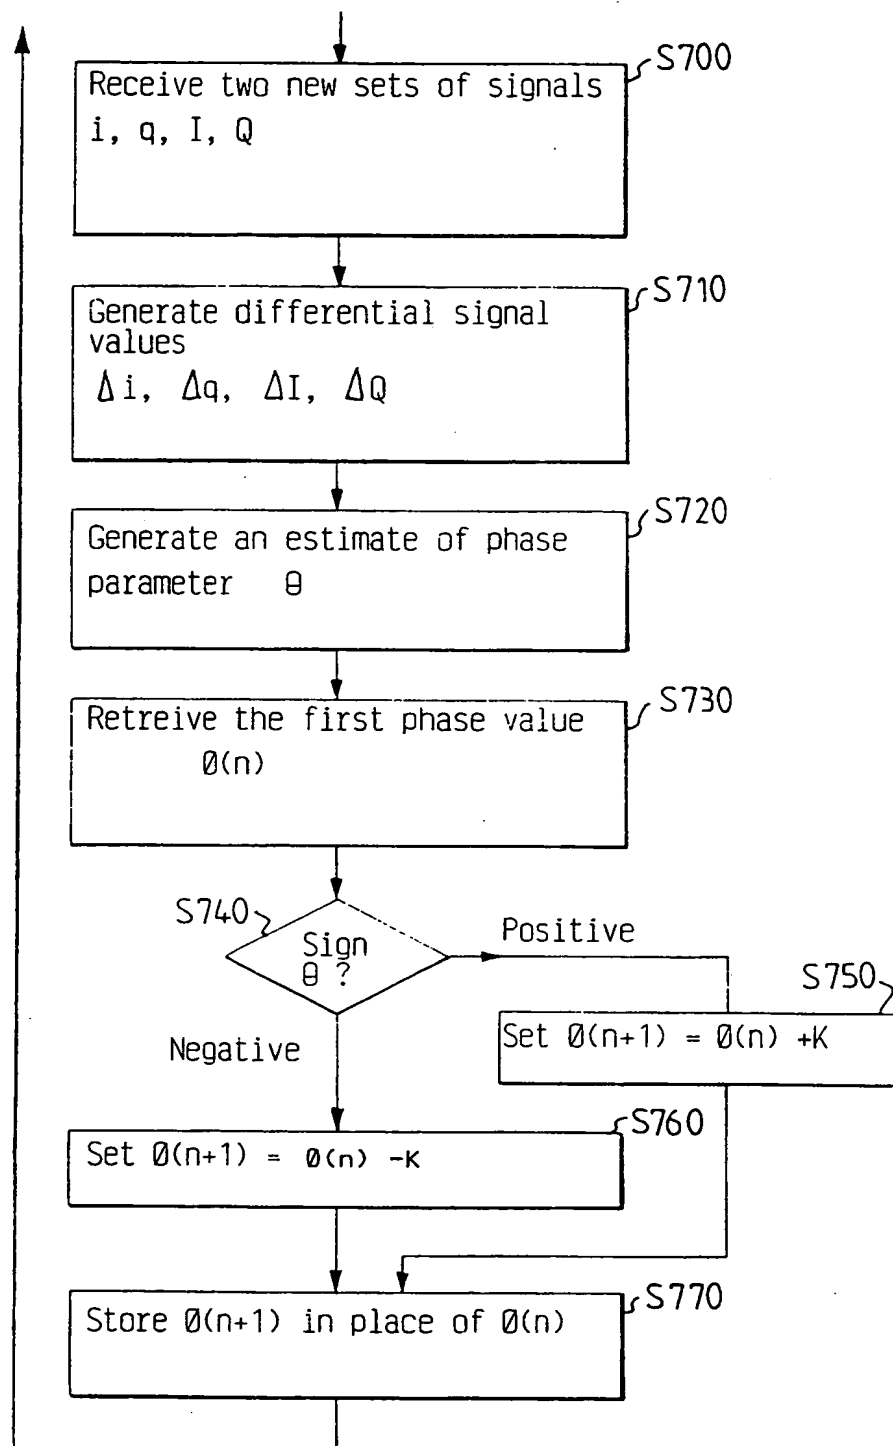 S700
Receive two new sets of signals
i, q, I, Q
S710
Generate differential signal
values
Δi, Δq, ΔI, ΔQ
S720
Generate an estimate of phase
parameter θ
S730
Retreive the first phase value
Ø(n)
S740
Sign
θ ?
Positive
S750
Set Ø(n+1) = Ø(n) +K
Negative
S760
Set Ø(n+1) = Ø(n) -K
S770
Store Ø(n+1) in place of Ø(n)